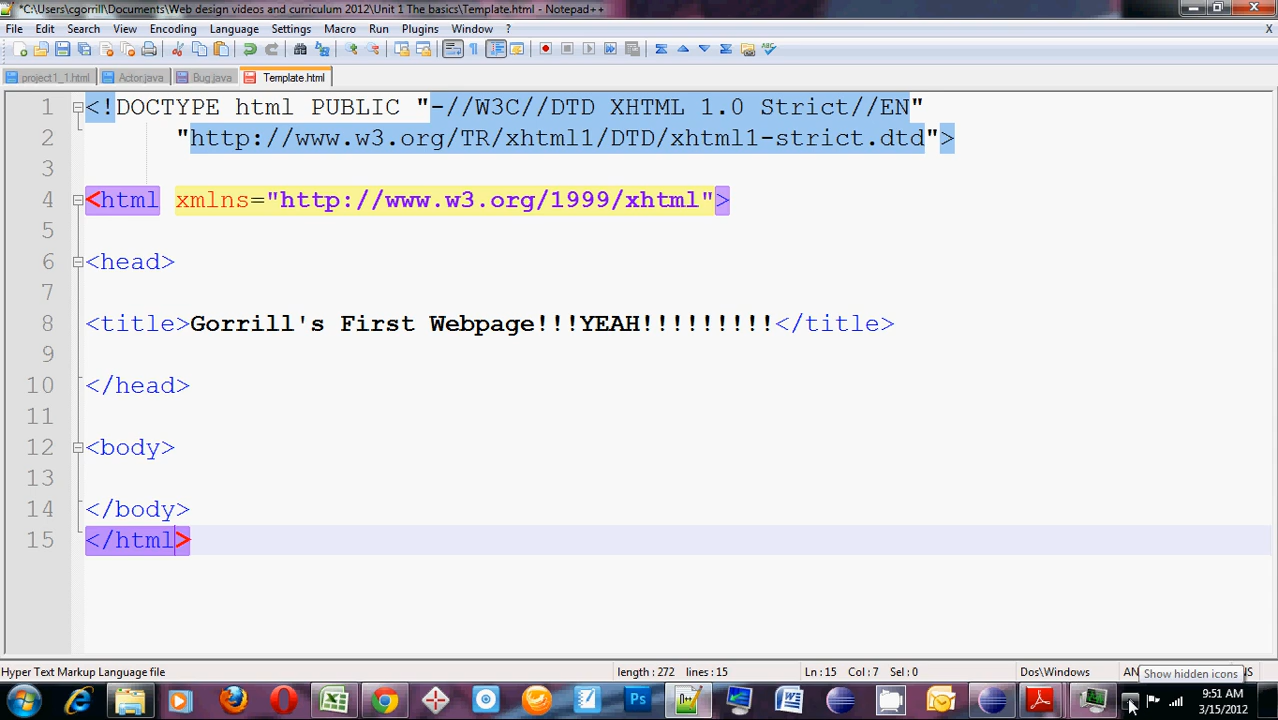 *C:\Users\cgorrill\Documents\Web design videos and curriculum 2012\Unit 1 The basics\Template.html - Notepad++
File Edit Search View Encoding Language Settings Macro Run Plugins Window ? X
project1_1.html Actor.java Bug.java Template.html
1 <!DOCTYPE html PUBLIC "-//W3C//DTD XHTML 1.0 Strict//EN"
2 "http://www.w3.org/TR/xhtml1/DTD/xhtml1-strict.dtd">
3
4 <html xmlns="http://www.w3.org/1999/xhtml">
5
6 <head>
7
8 <title>Gorrill's First Webpage!!!YEAH!!!!!!!!!</title>
9
10 </head>
11
12 <body>
13
14 </body>
15 </html>
Hyper Text Markup Language file length : 272 lines : 15 Ln : 15 Col : 7 Sel : 0 Dos\Windows AN
Show hidden icons
Ps
9:51 AM
3/15/2012